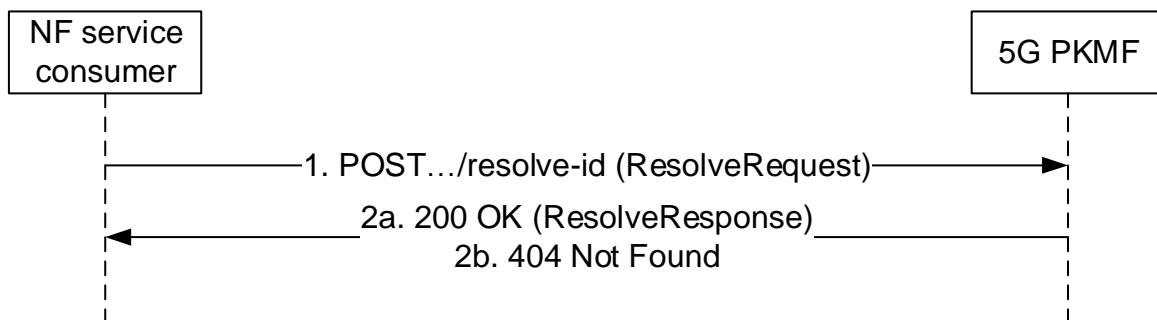 NF service
consumer
5G PKMF
1. POST…/resolve-id (ResolveRequest)
2a. 200 OK (ResolveResponse)
2b. 404 Not Found